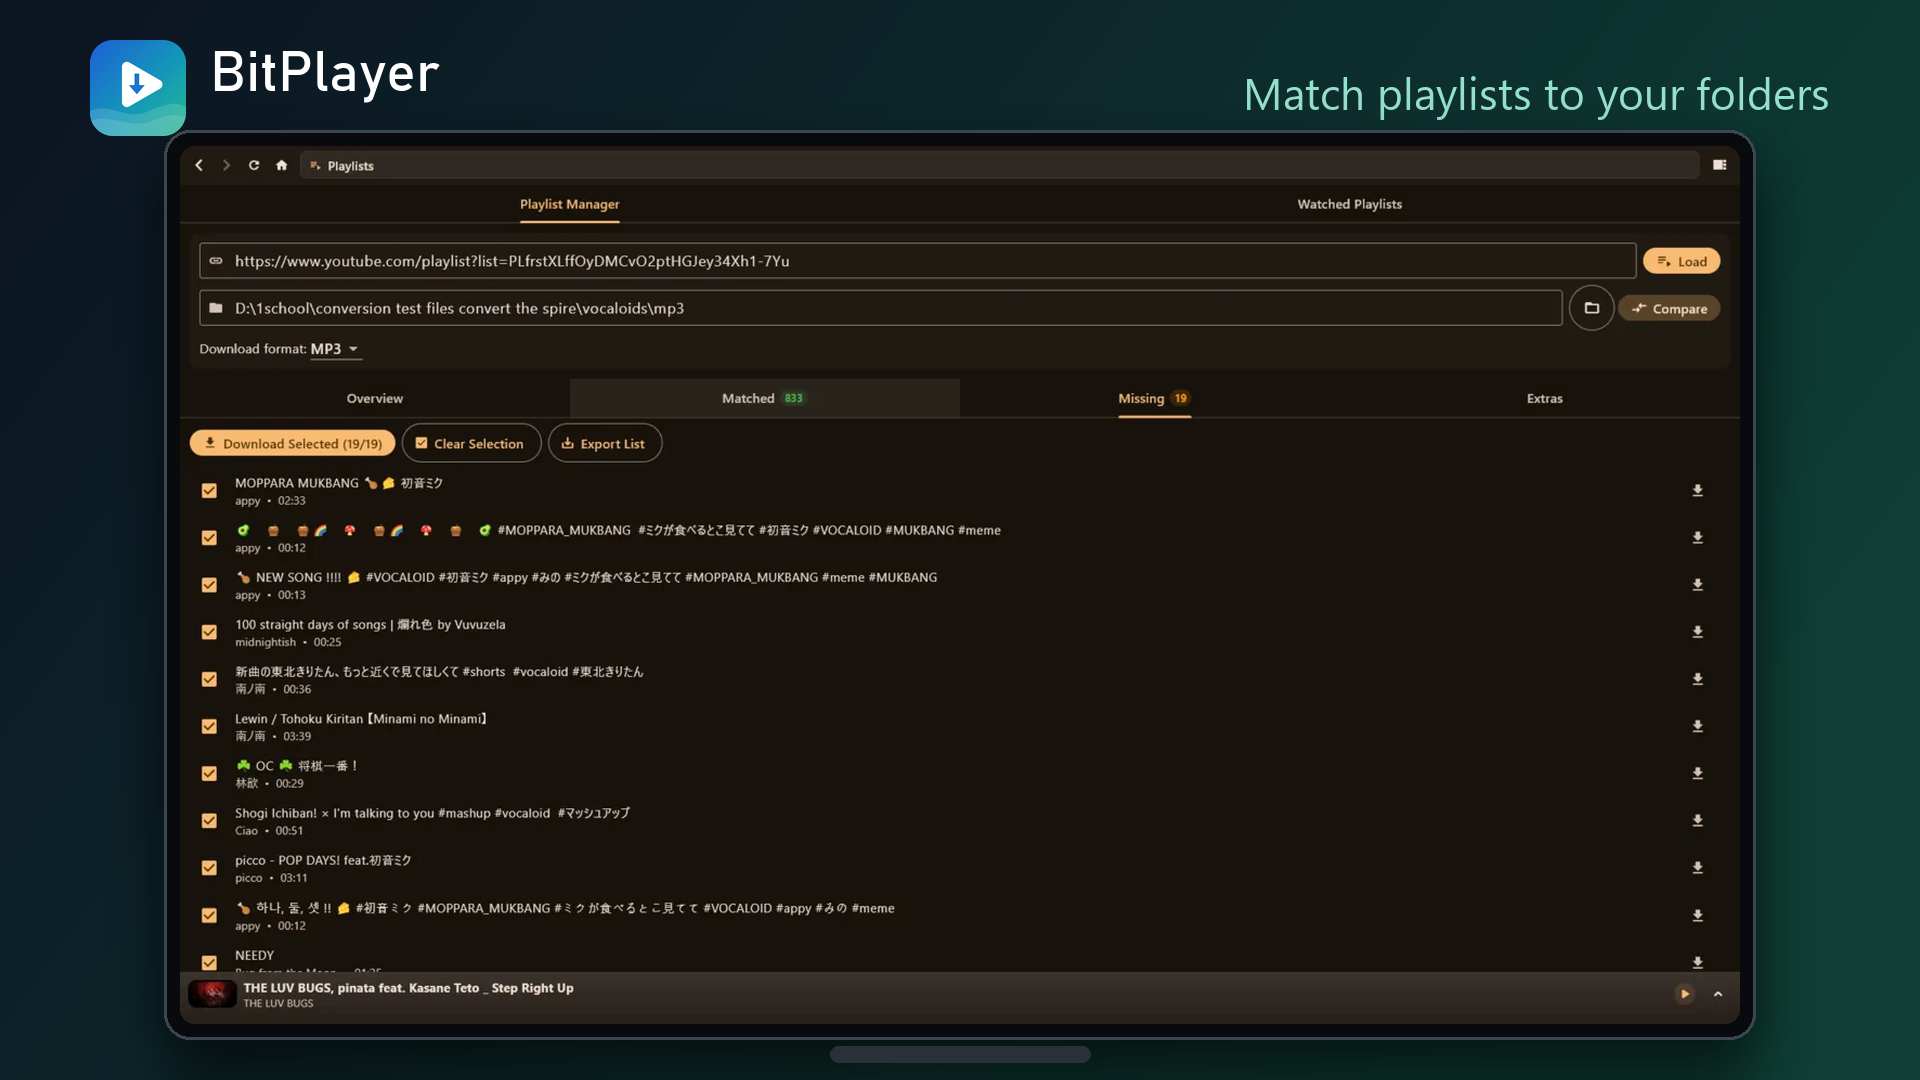 BitPlayer
Match playlists to your folders
Playlists
Playlist Manager
Watched Playlists
https://www.youtube.com/playlist?list=PLfrstXLffOyDMCvO2ptHGJey34Xh1-7Yu
Load
D:\1school\conversion test files convert the spire\vocaloids\mp3
Compare
Download format: MP3
Overview
Matched 833
Missing 19
Extras
Download Selected (19/19)
Clear Selection
Export List
MOPPARA MUKBANG 🍗 🧀 初音ミク
appy • 02:33
#MOPPARA_MUKBANG #ミクが食べるとこ見てて #初音ミク #VOCALOID #MUKBANG #meme
appy • 00:12
🍗 NEW SONG !!!! 🧀 #VOCALOID #初音ミク #appy #みの #ミクが食べるとこ見てて #MOPPARA_MUKBANG #meme #MUKBANG
appy • 00:13
100 straight days of songs | 爛れ色 by Vuvuzela
midnightish • 00:25
新曲の東北きりたん、もっと近くで見てほしくて #shorts #vocaloid #東北きりたん
南ノ南 • 00:36
Lewin / Tohoku Kiritan【Minami no Minami】
南ノ南 • 03:39
☘️ OC ☘️ 将棋一番！
• 00:29
Shogi Ichiban! × I'm talking to you #mashup #vocaloid #マッシュアップ
Ciao • 00:51
picco - POP DAYS! feat.初音ミク
picco • 03:11
🍗 하나, 둘, 셋 !! 🧀 #初音ミク #MOPPARA_MUKBANG #ミクが食べるとこ見てて #VOCALOID #appy #みの #meme
appy • 00:12
NEEDY
THE LUV BUGS, pinata feat. Kasane Teto _ Step Right Up
THE LUV BUGS